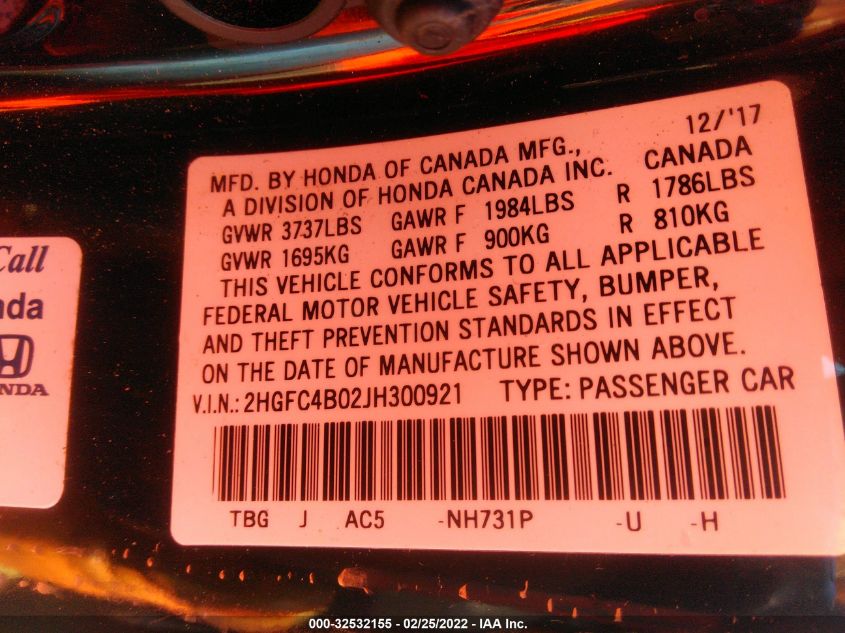 12/'17
MFD. BY HONDA OF CANADA MFG.,
A DIVISION OF HONDA CANADA INC. CANADA
GVWR 3737LBS GAWR F 1984LBS R 1786LBS
GVWR 1695KG GAWR F 900KG R 810KG
THIS VEHICLE CONFORMS TO ALL APPLICABLE
FEDERAL MOTOR VEHICLE SAFETY, BUMPER,
AND THEFT PREVENTION STANDARDS IN EFFECT
ON THE DATE OF MANUFACTURE SHOWN ABOVE.
V.I.N.: 2HGFC4B02JH300921 TYPE: PASSENGER CAR
TBG J AC5 -NH731P -U -H
Call
nda
ONDA
000-32532155 - 02/25/2022 - IAA Inc.